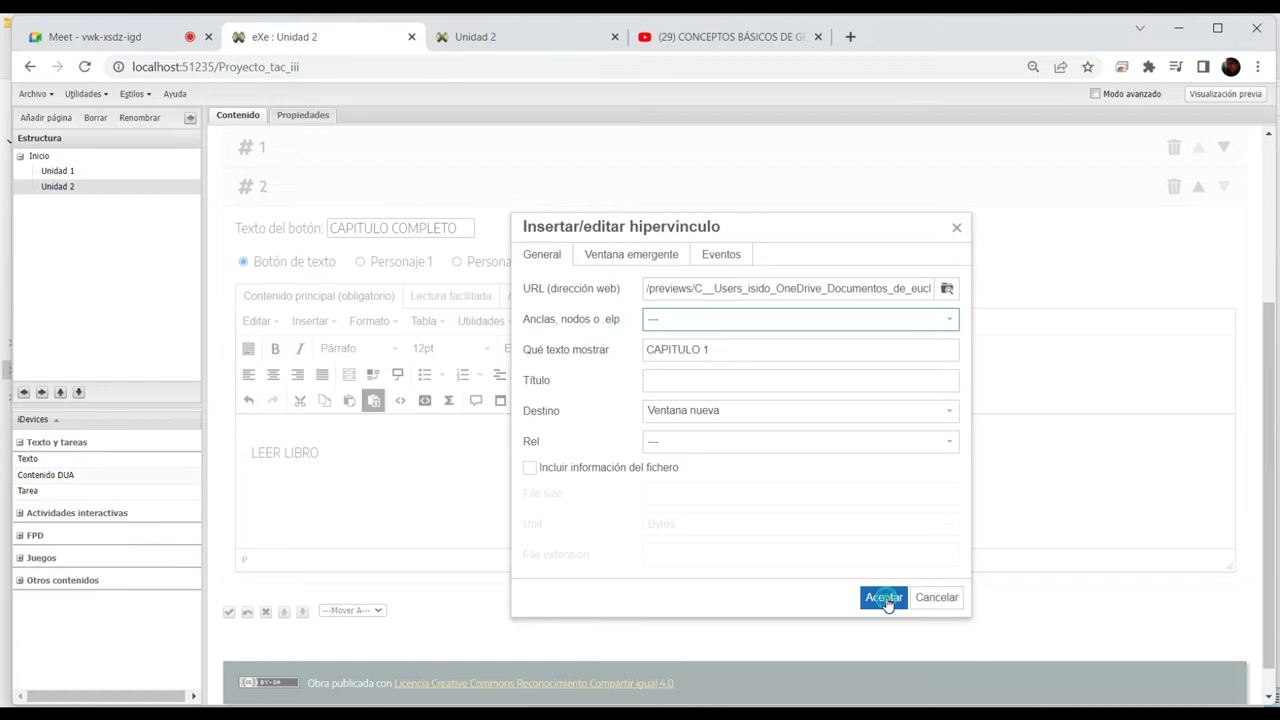 Meet - vwk-xsdz-igd
eXe : Unidad 2
Unidad 2
(29) CONCEPTOS BÁSICOS DE GE
localhost:51235/Proyecto_tac_iii
Archivo Utilidades Estilos Ayuda
Modo avanzado
Visualización previa
Añadir página Borrar Renombrar
Contenido Propiedades
Estructura
Inicio
Unidad 1
Unidad 2
# 1
# 2
Texto del botón: CAPITULO COMPLETO
Botón de texto Personaje 1 Persona
Contenido principal (obligatorio) Lectura facilitada
Editar Insertar Formato Tabla Utilidades
Párrafo 12pt
LEER LIBRO
P
---Mover A---
Insertar/editar hipervínculo
General Ventana emergente Eventos
URL (dirección web) /previews/C__Users_isido_OneDrive_Documentos_de_eucl
Anclas, nodos o .elp ---
Qué texto mostrar CAPITULO 1
Título
Destino Ventana nueva
Rel ---
Incluir información del fichero
File size
Unit Bytes
File extension
Aceptar Cancelar
iDevices
Texto y tareas
Texto
Contenido DUA
Tarea
Actividades interactivas
FPD
Juegos
Otros contenidos
BY-SA
Obra publicada con Licencia Creative Commons Reconocimiento Compartir igual 4.0